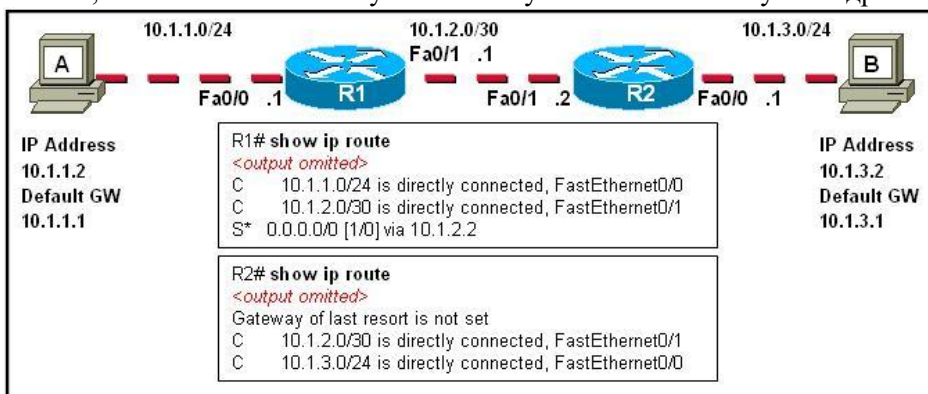 10.1.1.0/24 10.1.2.0/30 10.1.3.0/24
Fa0/1 .1
A B
Fa0/0 .1 R1 Fa0/1 .2 R2 Fa0/0 .1
IP Address
10.1.1.2
Default GW
10.1.1.1
R1# show ip route
<output omitted>
C 10.1.1.0/24 is directly connected, FastEthernet0/0
C 10.1.2.0/30 is directly connected, FastEthernet0/1
S* 0.0.0.0/0 [1/0] via 10.1.2.2
IP Address
10.1.3.2
Default GW
10.1.3.1
R2# show ip route
<output omitted>
Gateway of last resort is not set
C 10.1.2.0/30 is directly connected, FastEthernet0/1
C 10.1.3.0/24 is directly connected, FastEthernet0/0